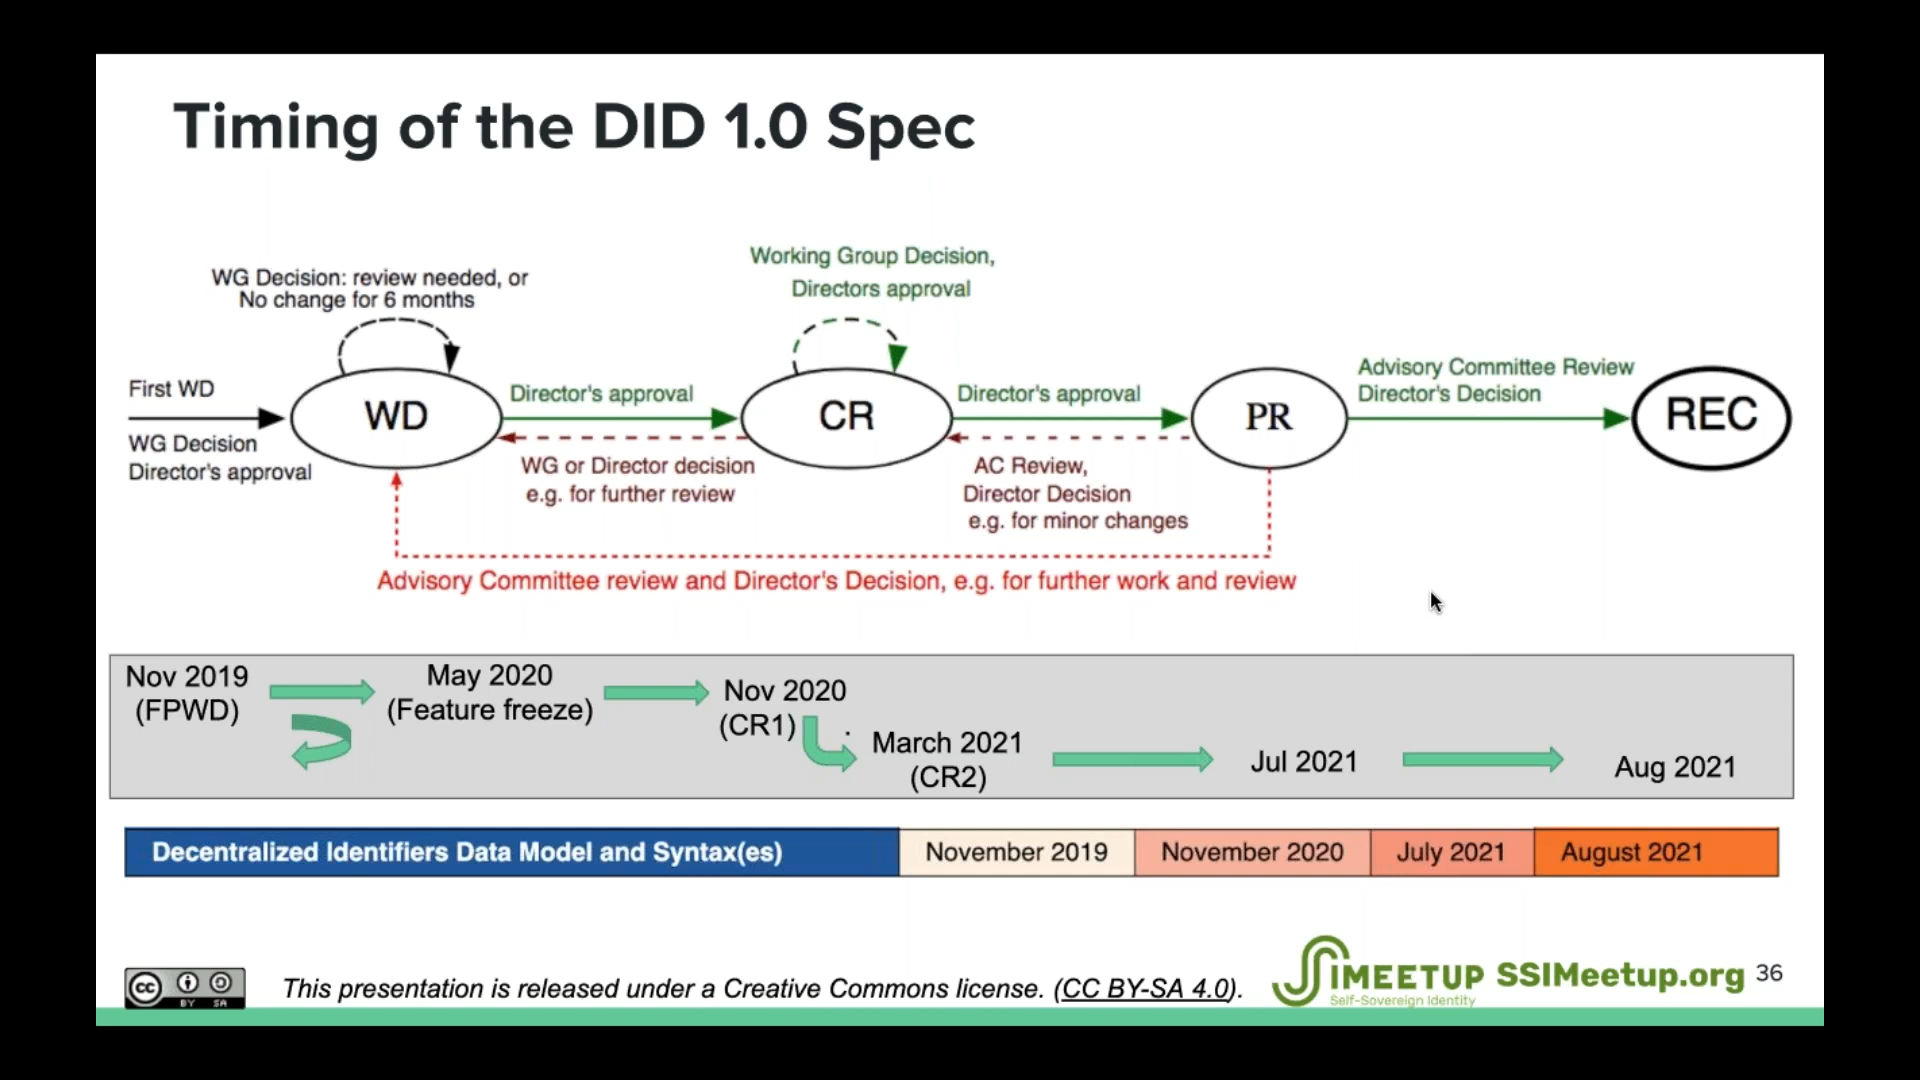 Timing of the DID 1.0 Spec
WG Decision: review needed, or
No change for 6 months
Working Group Decision,
Directors approval
First WD
WG Decision
Director's approval
WD
Director's approval
WG or Director decision
e.g. for further review
CR
Director's approval
AC Review,
Director Decision
e.g. for minor changes
PR
Advisory Committee Review
Director's Decision
REC
Advisory Committee review and Director's Decision, e.g. for further work and review
Nov 2019
(FPWD)
May 2020
(Feature freeze)
Nov 2020
(CR1)
.
March 2021
(CR2)
Jul 2021
Aug 2021
Decentralized Identifiers Data Model and Syntax(es) November 2019 November 2020 July 2021 August 2021
cc BY SA
This presentation is released under a Creative Commons license. (CC BY-SA 4.0).
SSIMEETUP
Self-Sovereign Identity
SSIMeetup.org
36